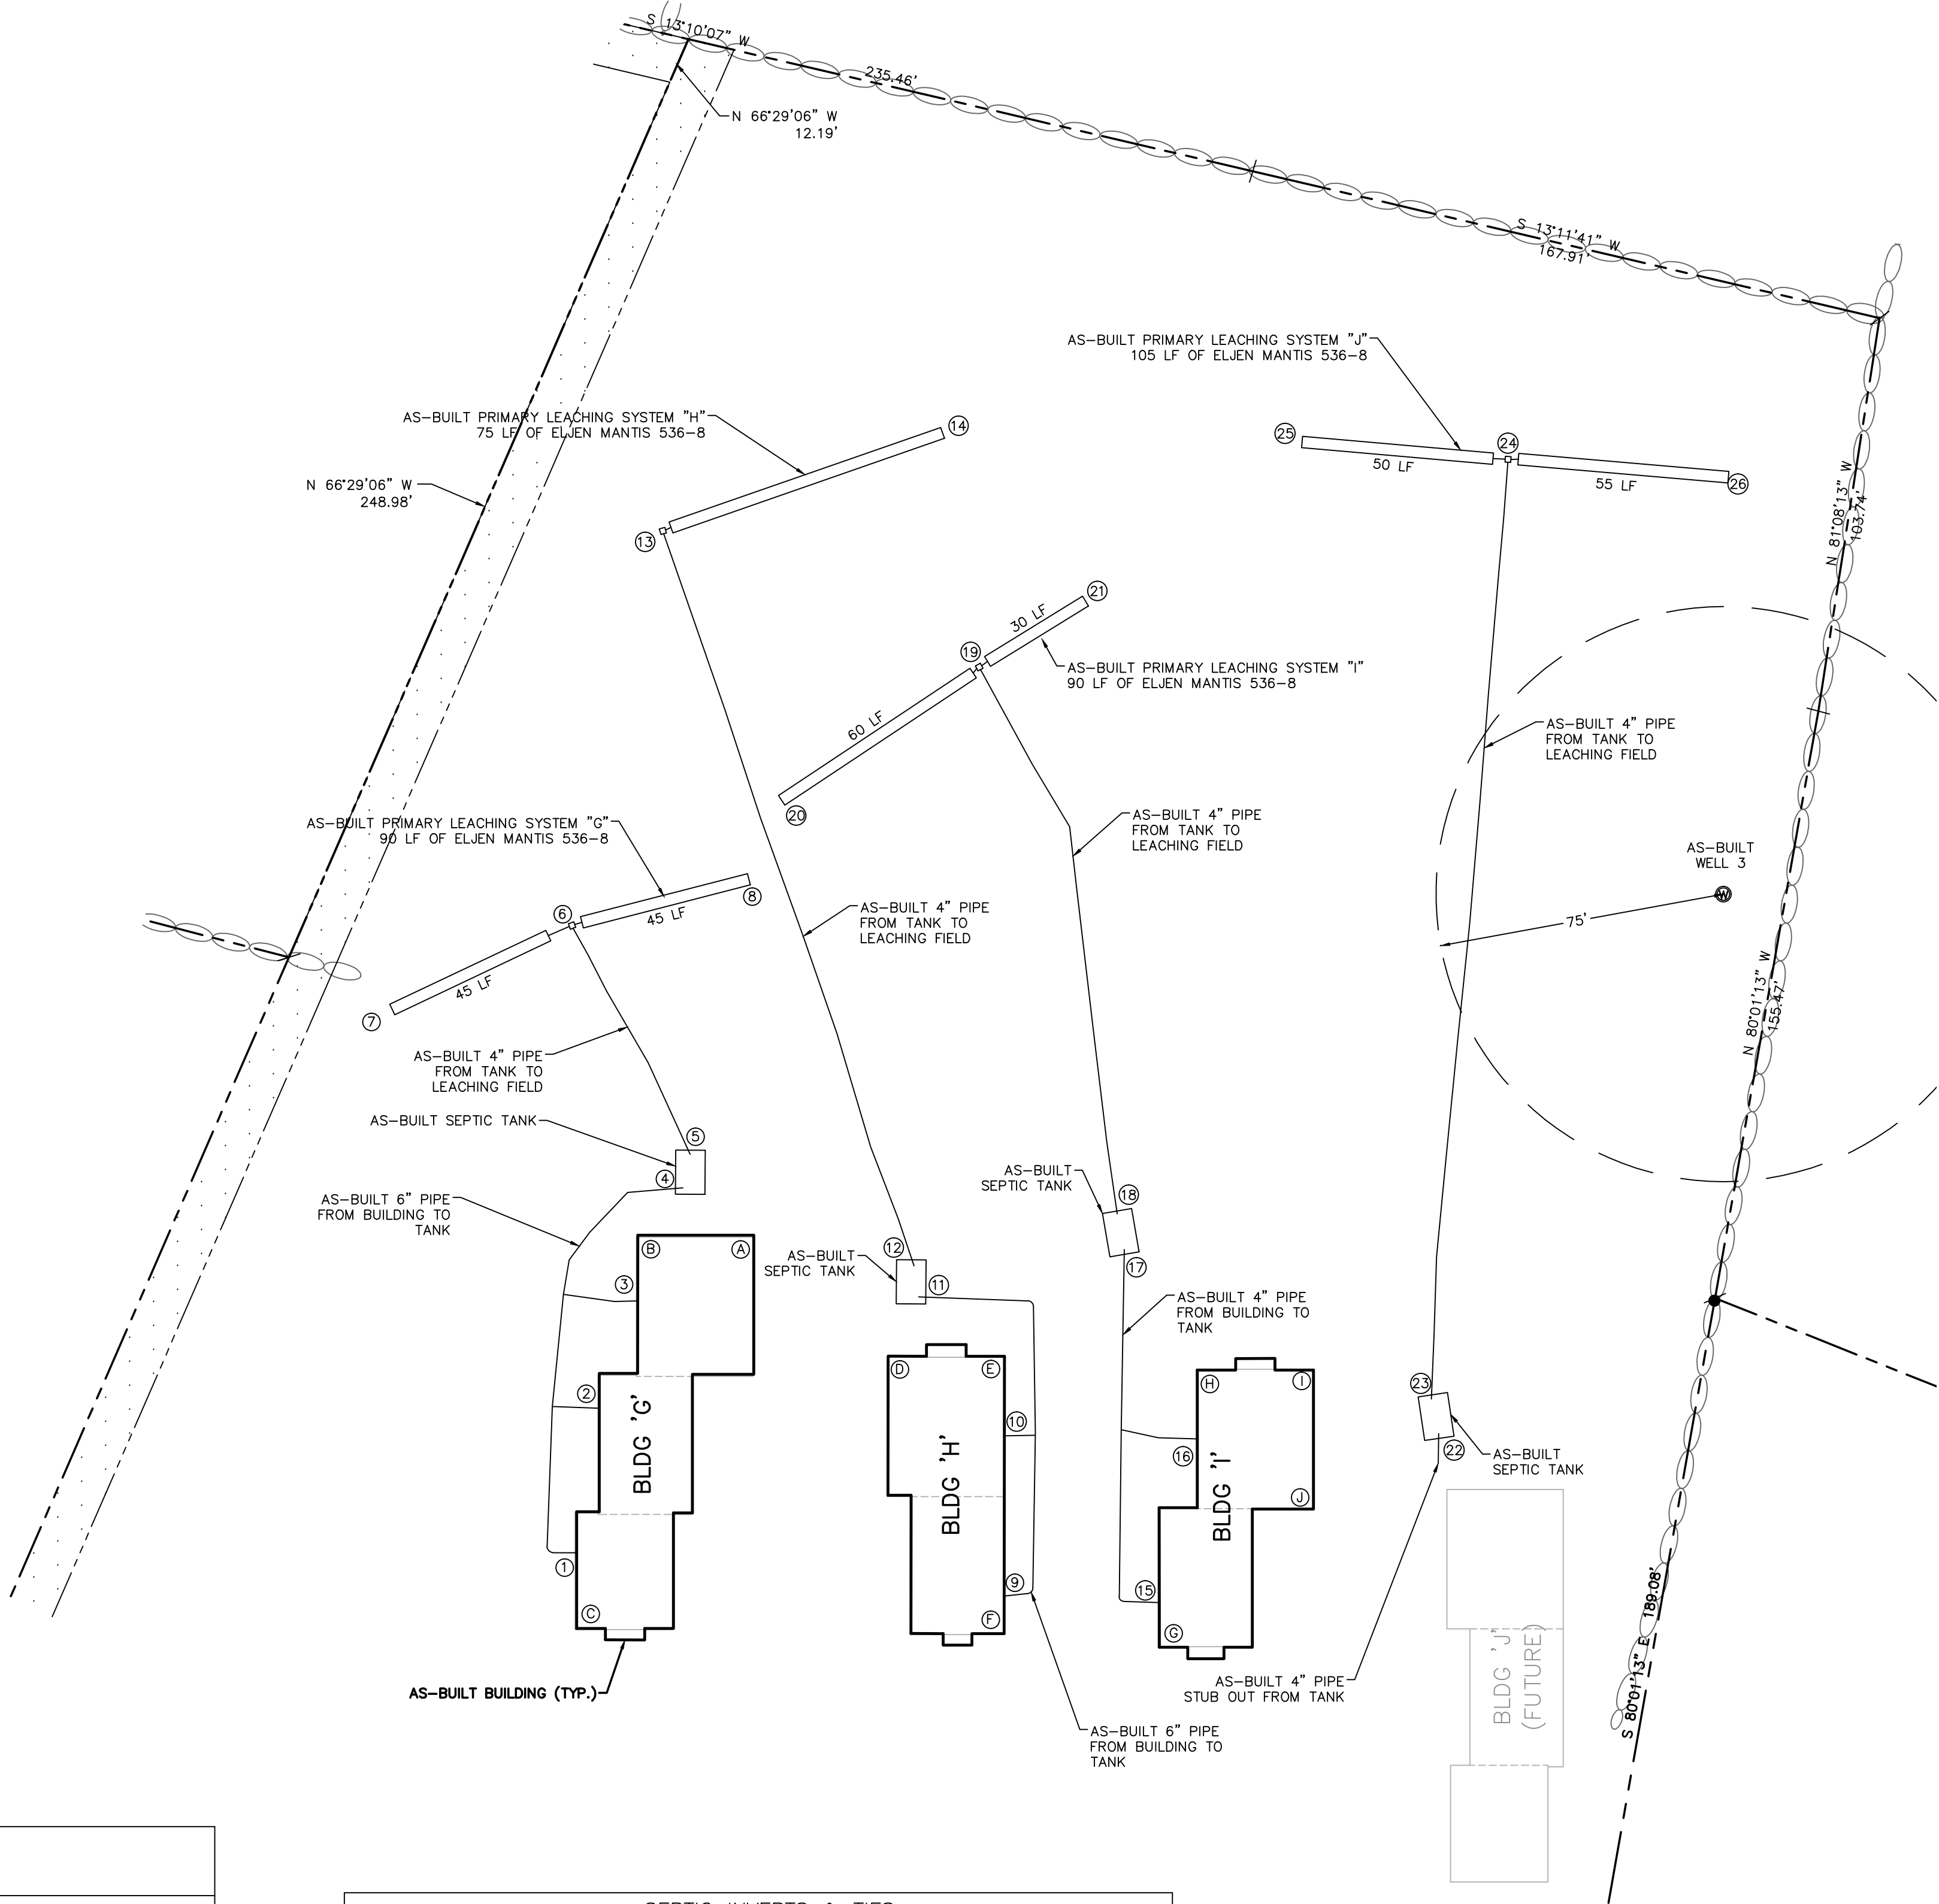 S 13°10'07" W
235.46'
N 66°29'06" W
12.19'
S 13°11'41" W
167.91'
AS-BUILT PRIMARY LEACHING SYSTEM "J"
105 LF OF ELJEN MANTIS 536-8
AS-BUILT PRIMARY LEACHING SYSTEM "H"
75 LF OF ELJEN MANTIS 536-8
14
25
24
50 LF
55 LF
26
N 66°29'06" W
248.98'
13
N 81°08'13" W
103.74'
21
30 LF
19
AS-BUILT PRIMARY LEACHING SYSTEM "I"
90 LF OF ELJEN MANTIS 536-8
60 LF
20
AS-BUILT 4" PIPE
FROM TANK TO
LEACHING FIELD
AS-BUILT 4" PIPE
FROM TANK TO
LEACHING FIELD
AS-BUILT PRIMARY LEACHING SYSTEM "G"
90 LF OF ELJEN MANTIS 536-8
AS-BUILT
WELL 3
W
75'
8
6
45 LF
AS-BUILT 4" PIPE
FROM TANK TO
LEACHING FIELD
45 LF
7
N 80°01'13" W
155.47'
AS-BUILT 4" PIPE
FROM TANK TO
LEACHING FIELD
AS-BUILT SEPTIC TANK
5
4
AS-BUILT
SEPTIC TANK
18
AS-BUILT 6" PIPE
FROM BUILDING TO
TANK
B
A
AS-BUILT
SEPTIC TANK
12
11
17
3
AS-BUILT 4" PIPE
FROM BUILDING TO
TANK
D
E
H
I
23
2
10
16
22
AS-BUILT
SEPTIC TANK
BLDG 'G'
BLDG 'H'
BLDG 'I'
J
1
9
15
C
F
G
S 80°01'13" E 189.08'
BLDG 'J'
(FUTURE)
AS-BUILT BUILDING (TYP.)
AS-BUILT 4" PIPE
STUB OUT FROM TANK
AS-BUILT 6" PIPE
FROM BUILDING TO
TANK
SEPTIC INVERTS & TIES